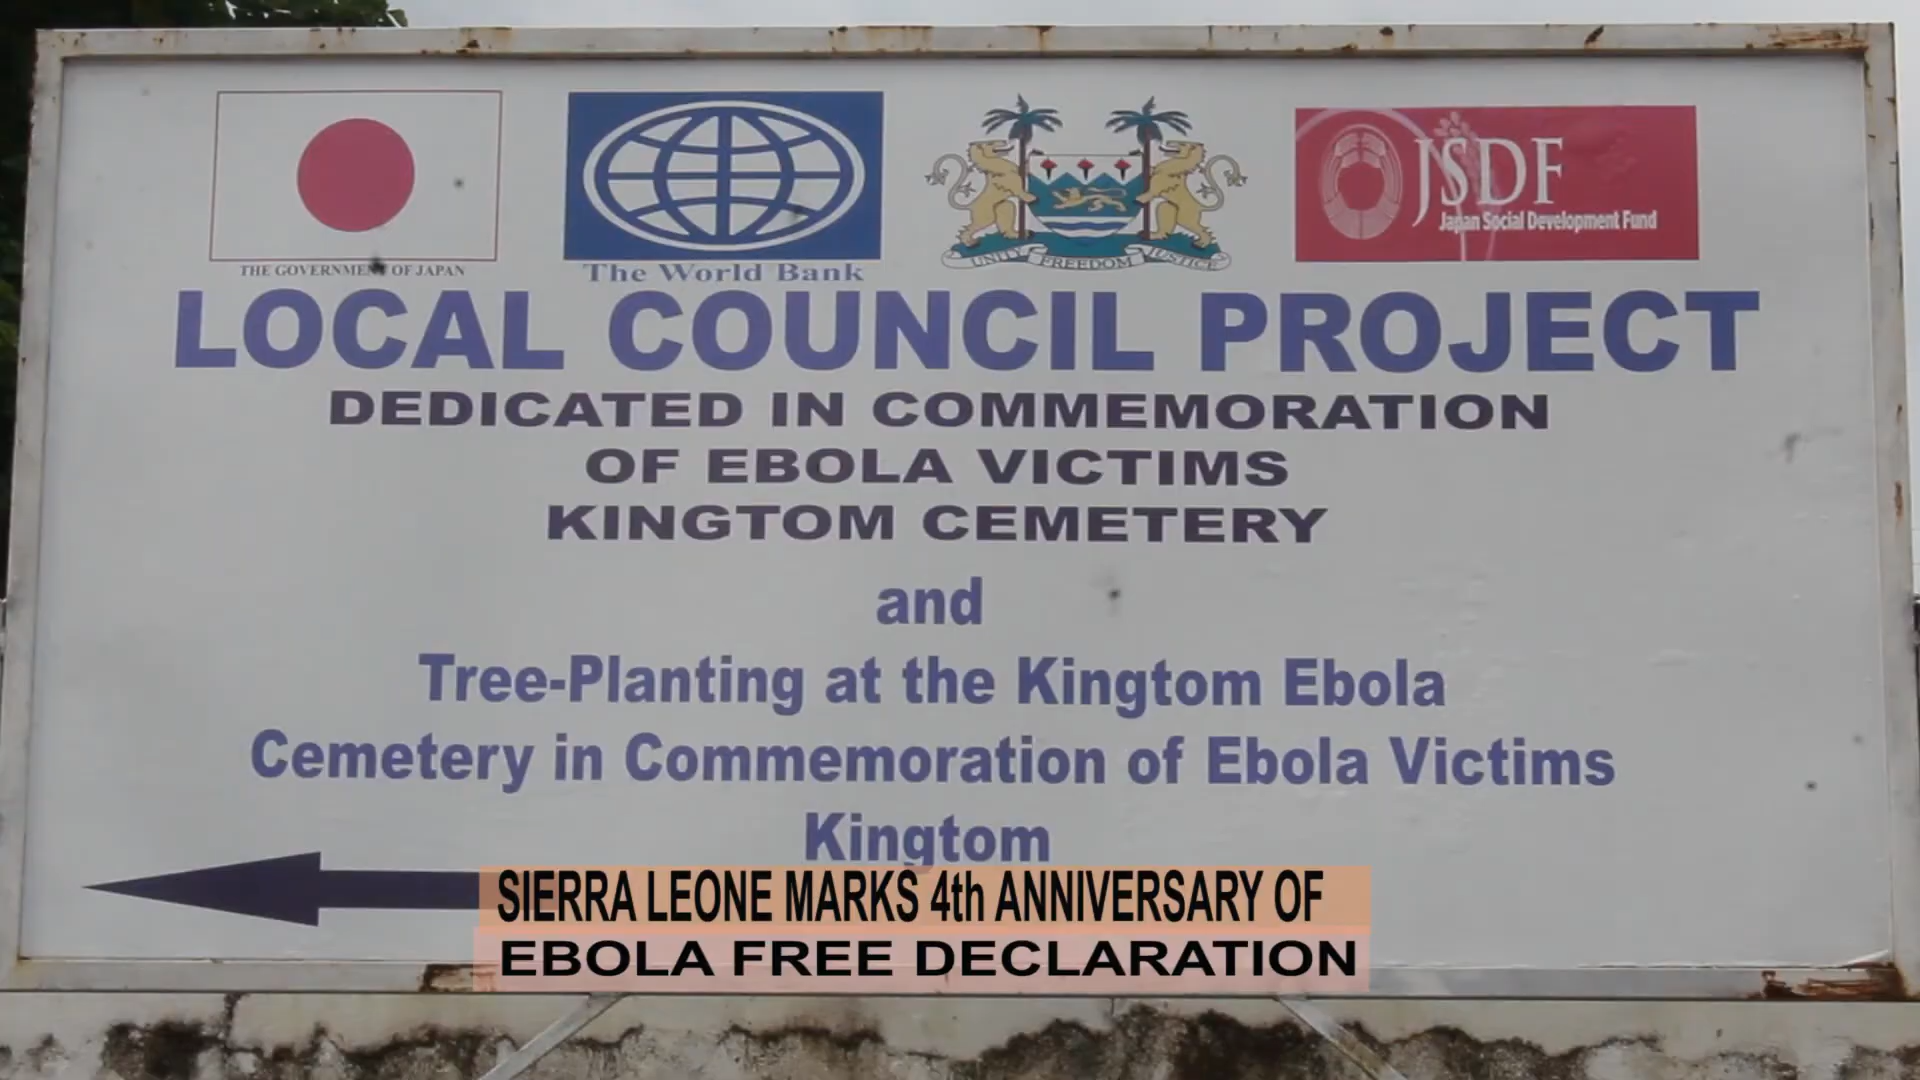 THE GOVERNMENT OF JAPAN
The World Bank
UNITY FREEDOM JUSTICE
JSDF
Japan Social Development Fund
LOCAL COUNCIL PROJECT
DEDICATED IN COMMEMORATION
OF EBOLA VICTIMS
KINGTOM CEMETERY
and
Tree-Planting at the Kingtom Ebola
Cemetery in Commemoration of Ebola Victims
Kingtom
SIERRA LEONE MARKS 4th ANNIVERSARY OF
EBOLA FREE DECLARATION